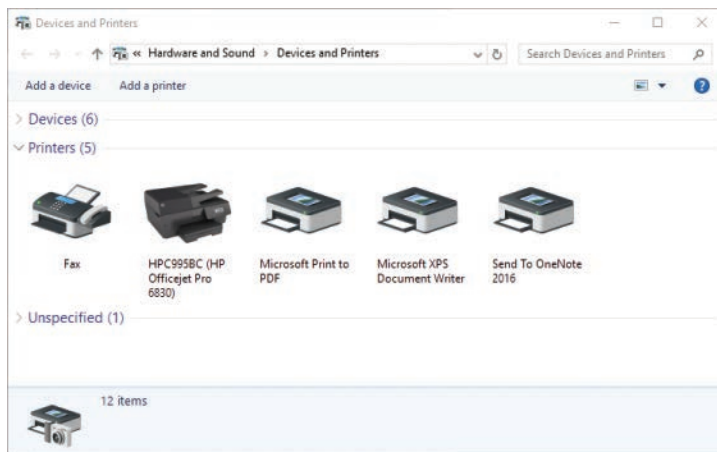 Devices and Printers
« Hardware and Sound > Devices and Printers
Search Devices and Printers
Add a device Add a printer
Devices (6)
Printers (5)
Fax
HPC995BC (HP
Officejet Pro
6830)
Microsoft Print to
PDF
Microsoft XPS
Document Writer
Send To OneNote
2016
Unspecified (1)
12 items